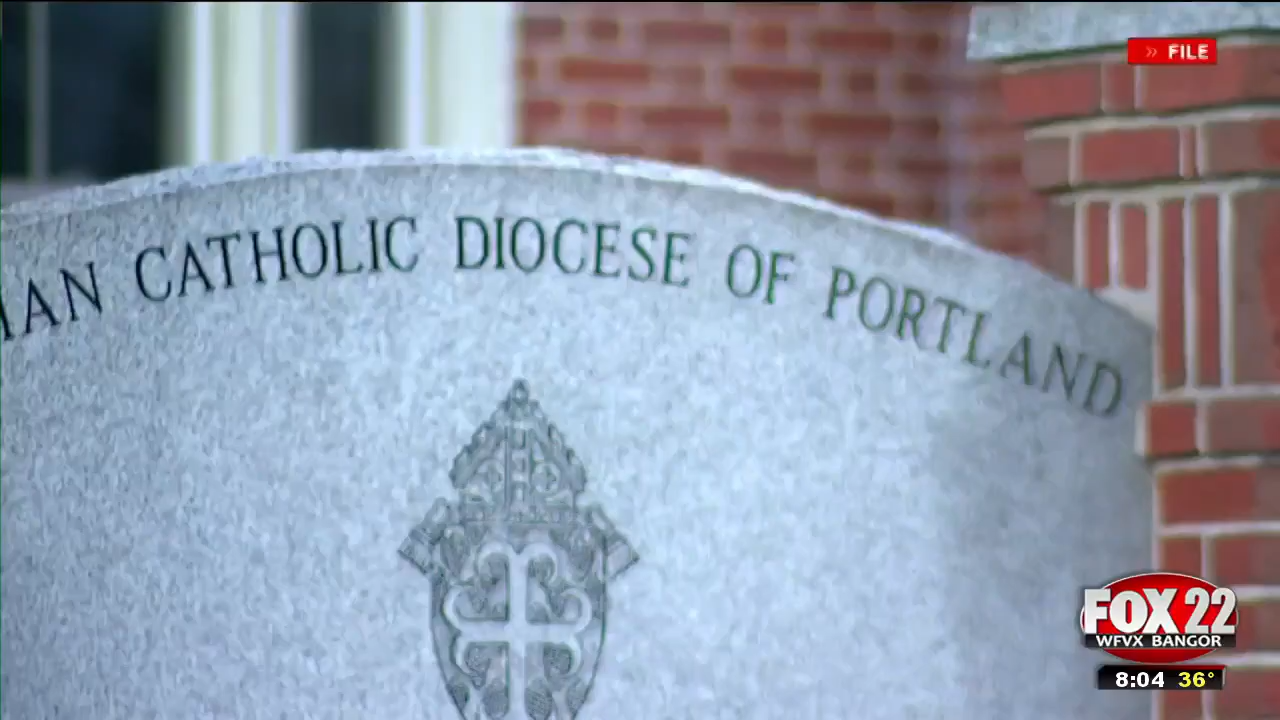 » FILE
MAN CATHOLIC DIOCESE OF PORTLAND
FOX 22
WFVX BANGOR
8:04 36°